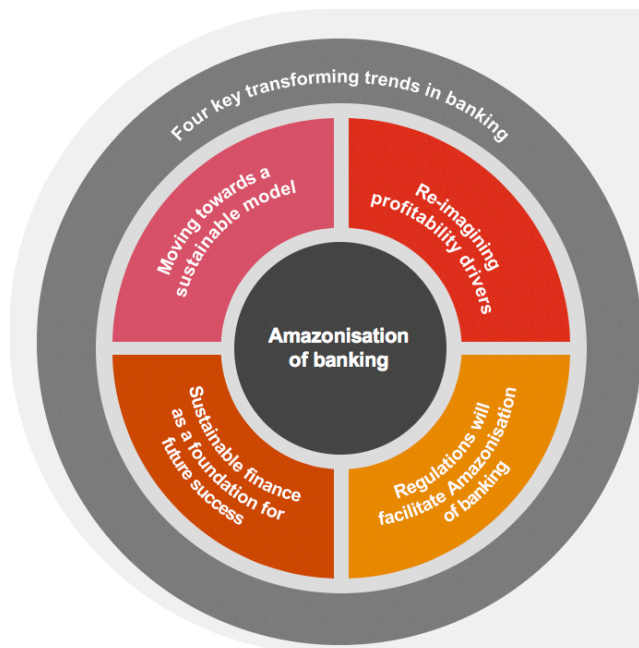 Four key transforming trends in banking
Moving towards a
sustainable model
Re-imagining
profitability drivers
Amazonisation
of banking
Sustainable finance
as a foundation for
future success
Regulations will
facilitate Amazonisation
of banking